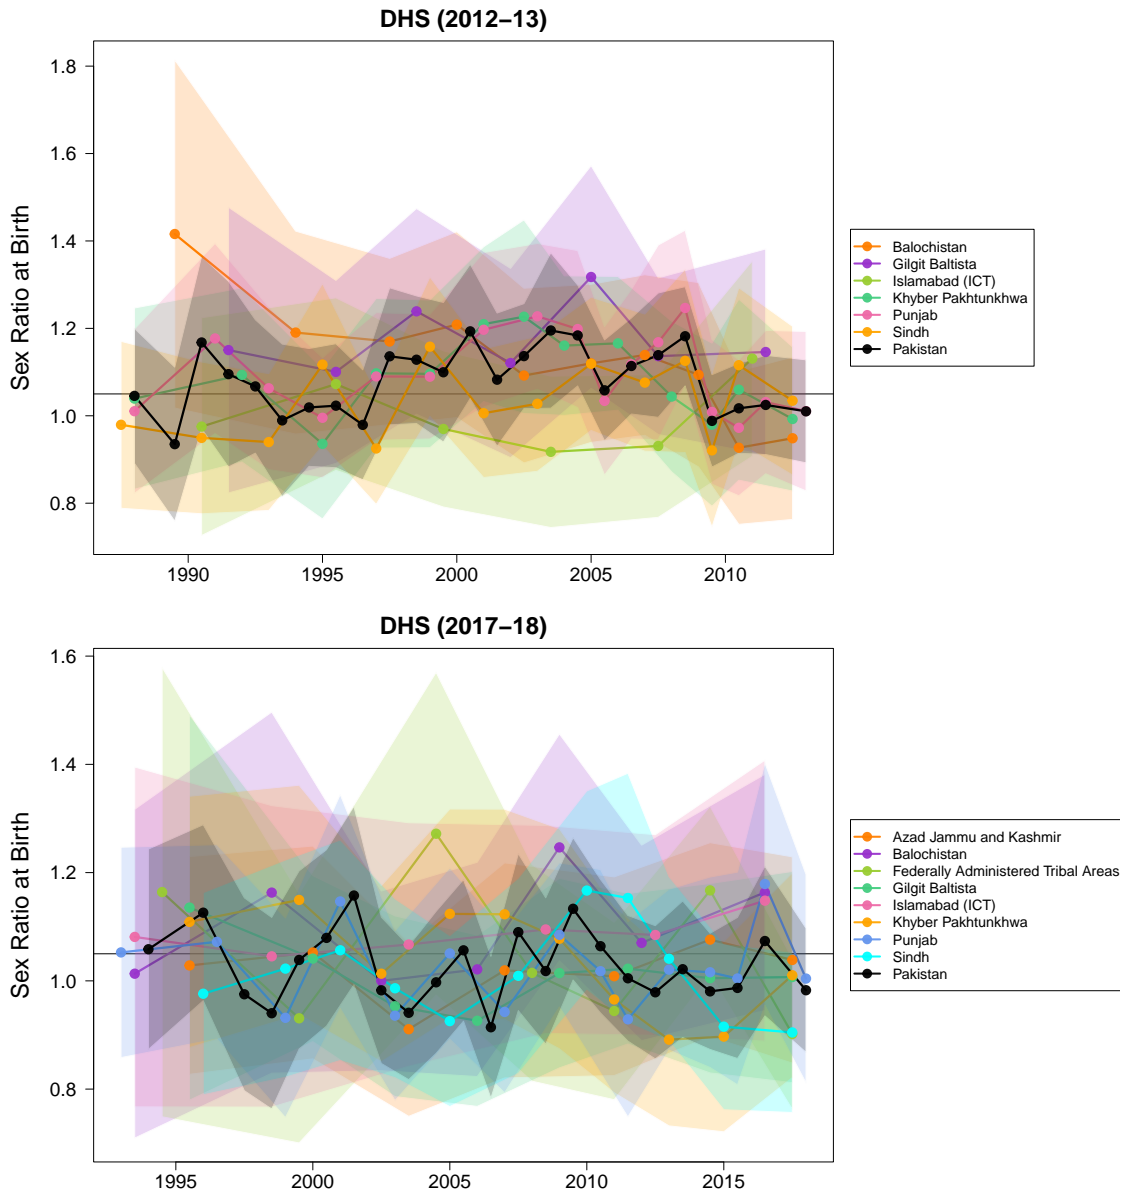 DHS (2012–13)
Sex Ratio at Birth
1.8
1.6
1.4
1.2
1.0
0.8
1990
1995
2000
2005
2010
Balochistan
Gilgit Baltista
Islamabad (ICT)
Khyber Pakhtunkhwa
Punjab
Sindh
Pakistan
DHS (2017–18)
Sex Ratio at Birth
1.6
1.4
1.2
1.0
0.8
1995
2000
2005
2010
2015
Azad Jammu and Kashmir
Balochistan
Federally Administered Tribal Areas
Gilgit Baltista
Islamabad (ICT)
Khyber Pakhtunkhwa
Punjab
Sindh
Pakistan